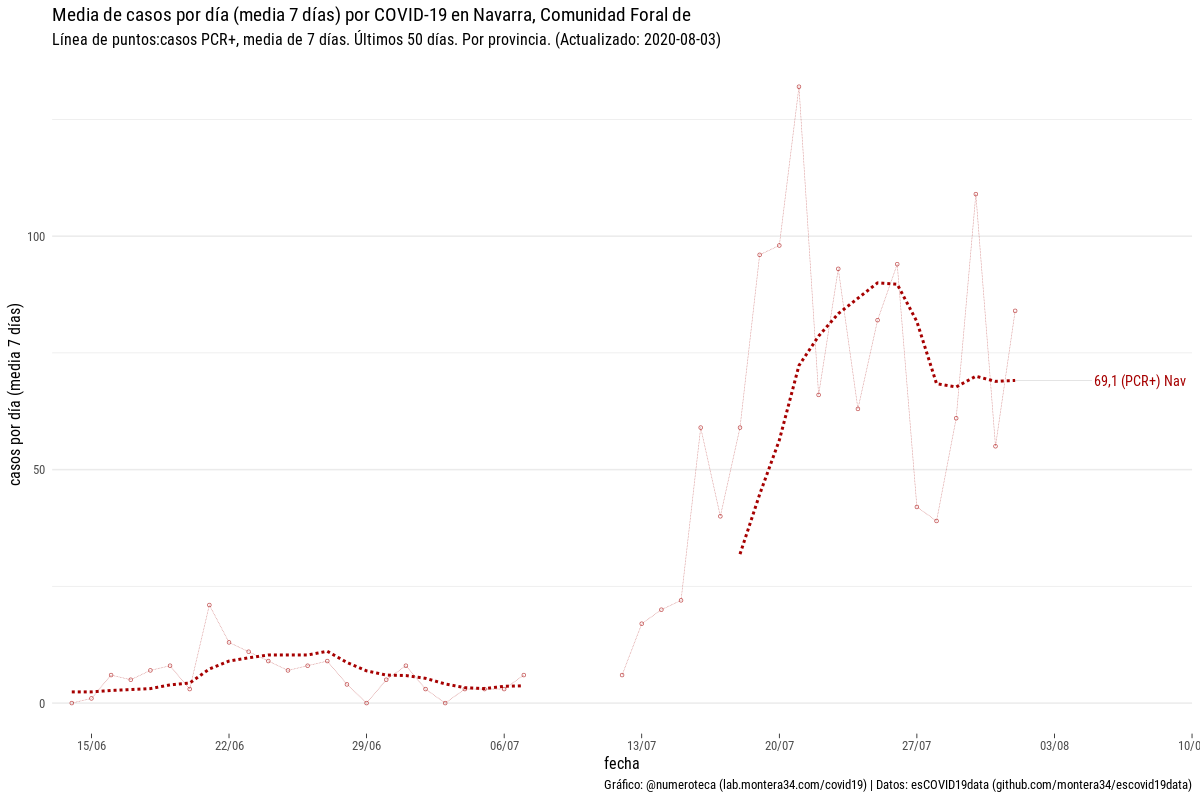 Media de casos por día (media 7 días) por COVID-19 en Navarra, Comunidad Foral de
Línea de puntos:casos PCR+, media de 7 días. Últimos 50 días. Por provincia. (Actualizado: 2020-08-03)
casos por día (media 7 días)
100
50
0
69,1 (PCR+) Nav
15/06
22/06
29/06
06/07
13/07
20/07
27/07
03/08
10/0
fecha
Gráfico: @numeroteca (lab.montera34.com/covid19) | Datos: esCOVID19data (github.com/montera34/escovid19data)